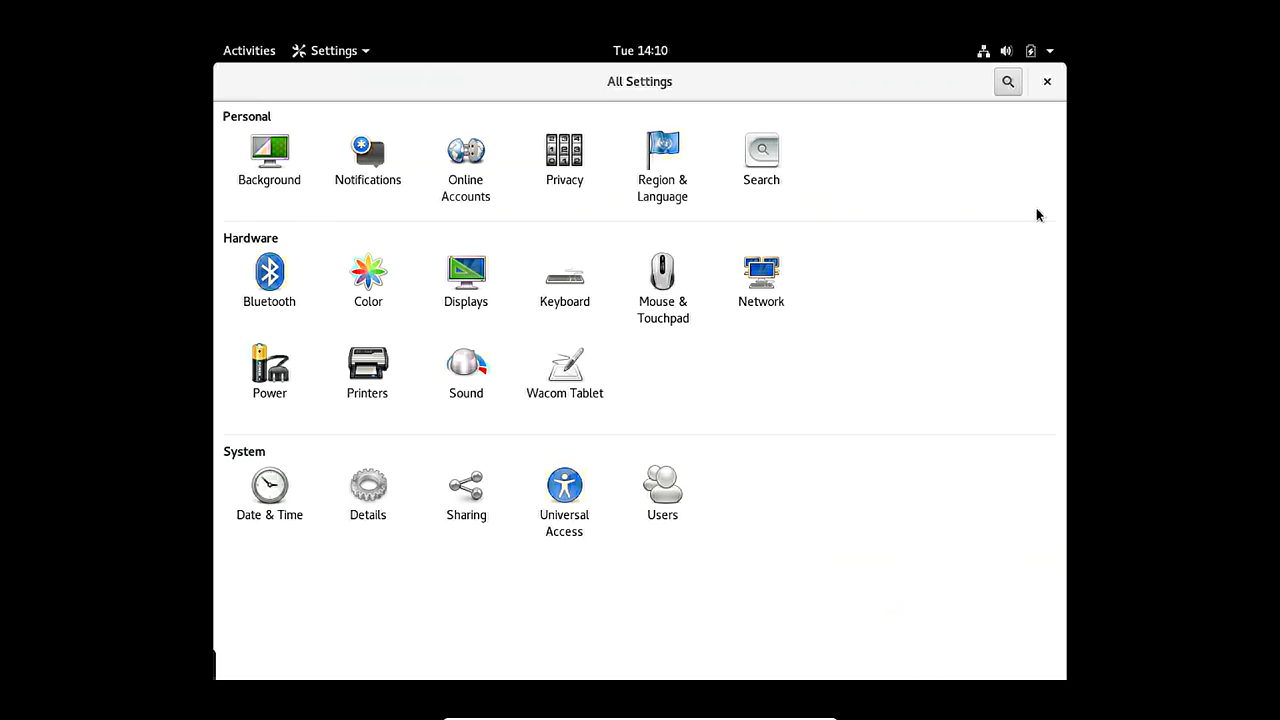 Activities Settings Tue 14:10
All Settings
Personal
Background Notifications Online Accounts Privacy Region & Language Search
Hardware
Bluetooth Color Displays Keyboard Mouse & Touchpad Network
Power Printers Sound Wacom Tablet
System
Date & Time Details Sharing Universal Access Users